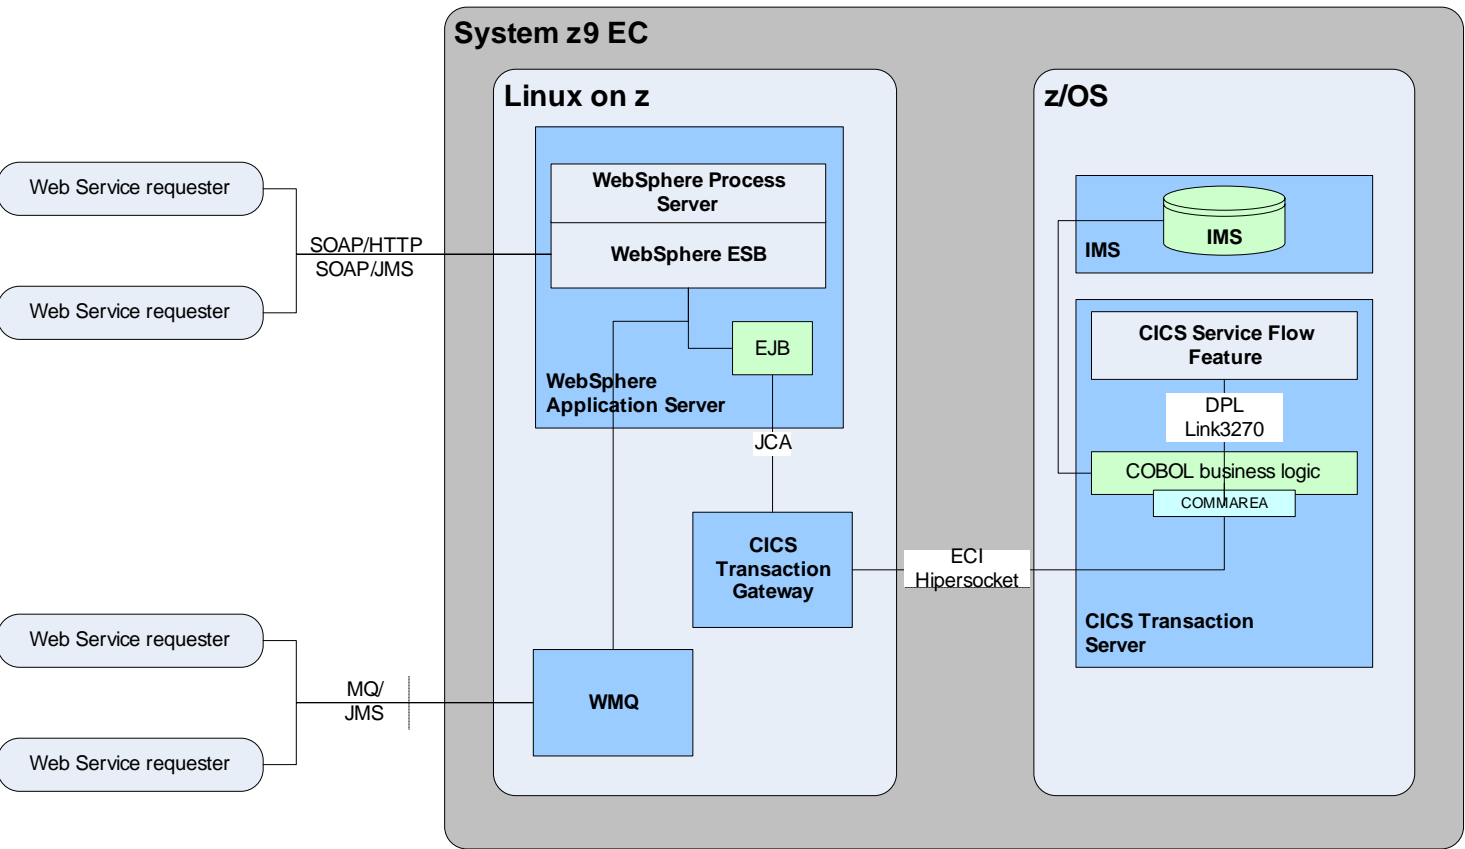 System z9 EC
Linux on z
z/OS
WebSphere Process
Server
WebSphere ESB
EJB
WebSphere
Application Server
JCA
CICS
Transaction
Gateway
WMQ
Web Service requester
Web Service requester
SOAP/HTTP
SOAP/JMS
Web Service requester
Web Service requester
MQ/
JMS
ECI
Hipersocket
IMS
IMS
CICS Service Flow
Feature
DPL
Link3270
COBOL business logic
COMMAREA
CICS Transaction
Server